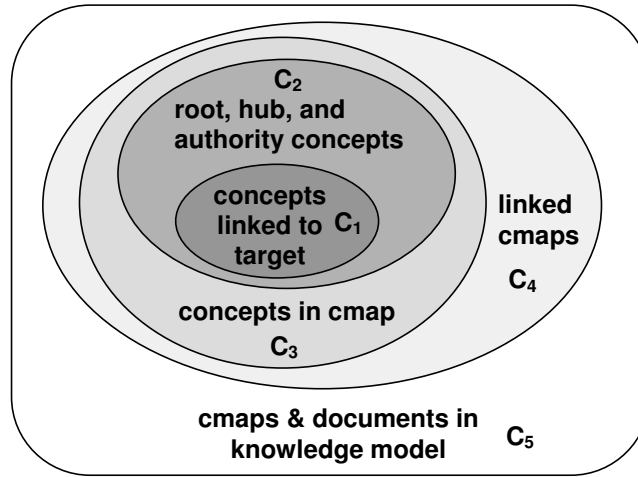 C₂
root, hub, and
authority concepts
concepts
linked to C₁
target
linked
cmaps
C₄
concepts in cmap
C₃
cmaps & documents in
knowledge model C₅